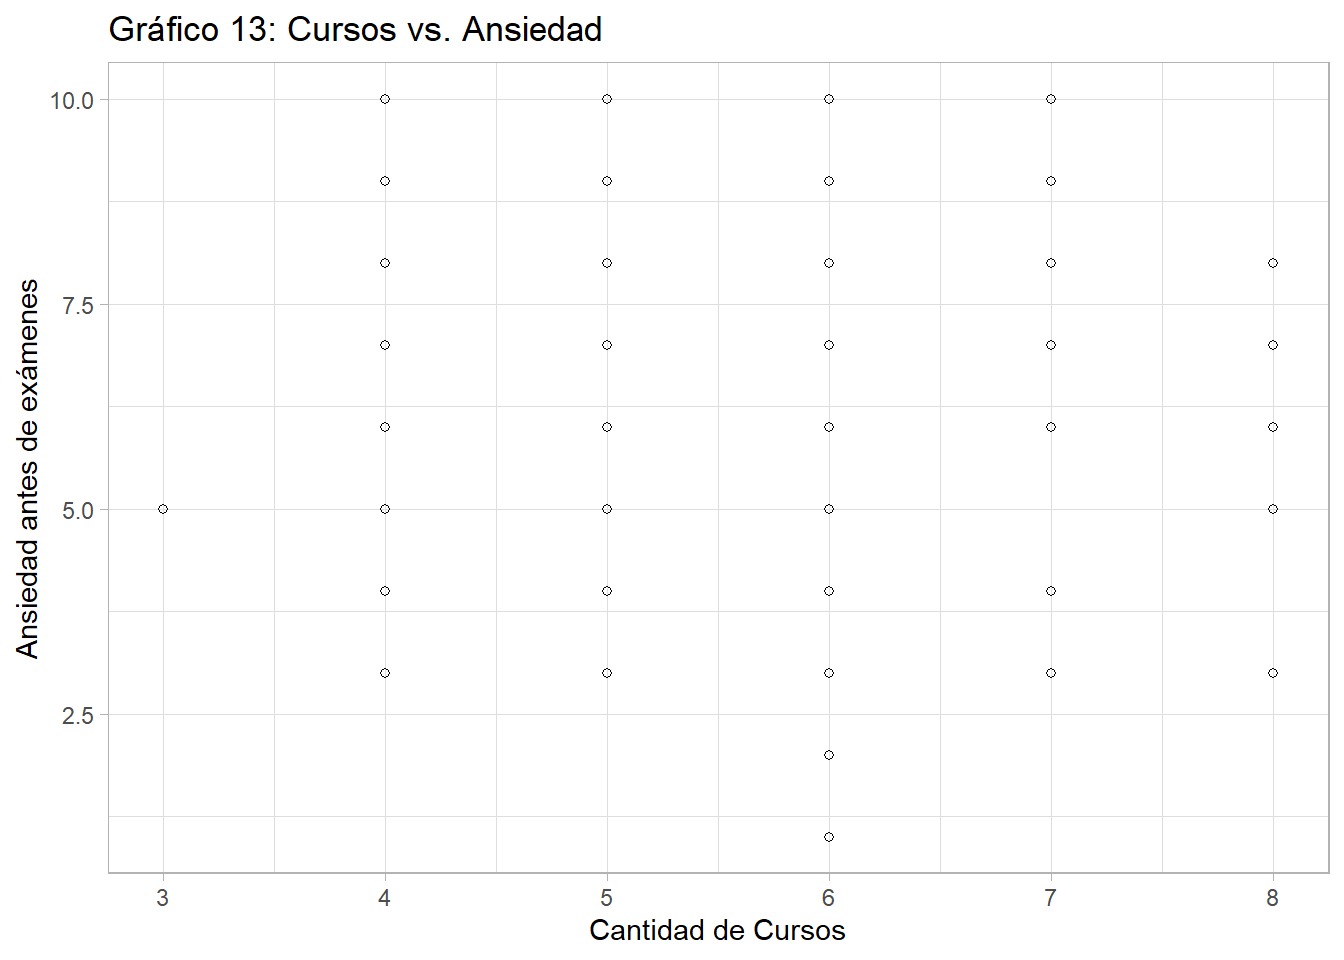 Gráfico 13: Cursos vs. Ansiedad
Ansiedad antes de exámenes
10.0
7.5
5.0
2.5
3 4 5 6 7 8
Cantidad de Cursos